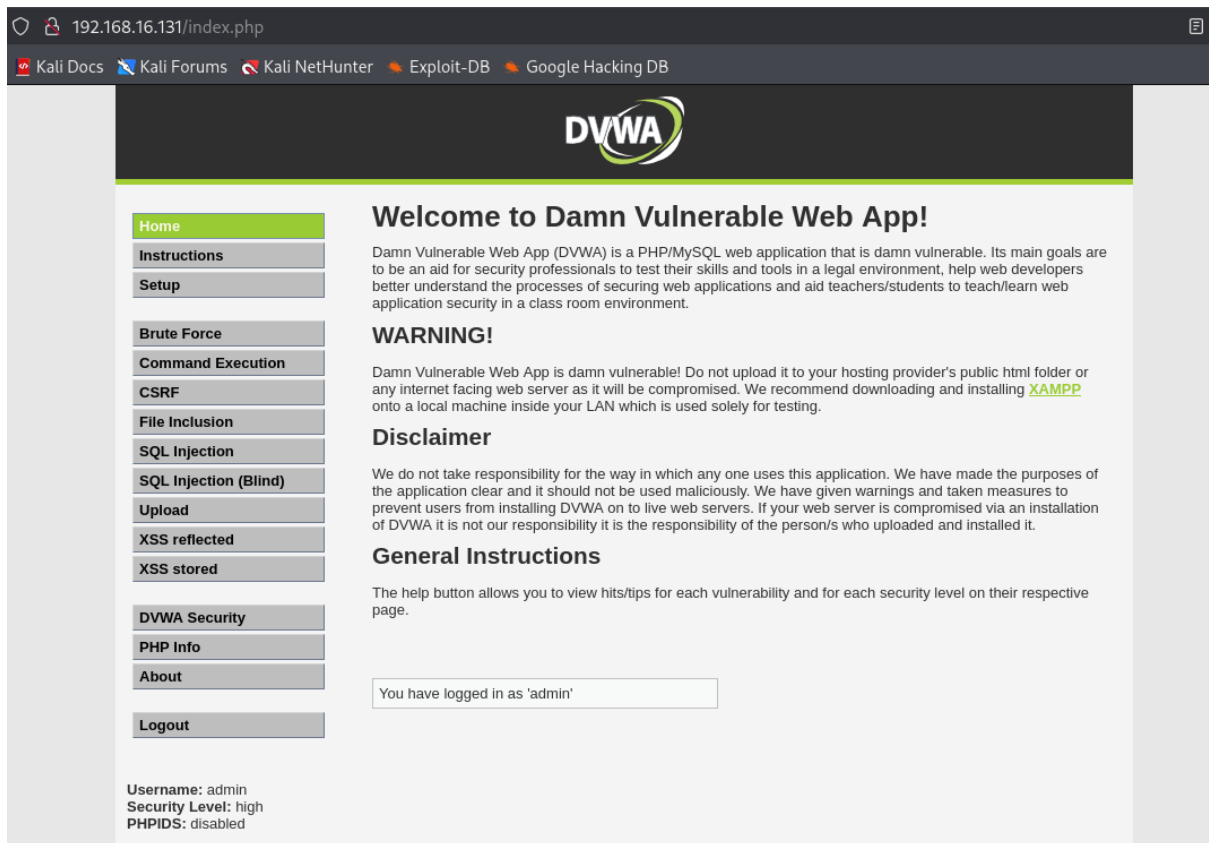 192.168.16.131/index.php
Kali Docs Kali Forums Kali NetHunter Exploit-DB Google Hacking DB
DVWA
Home
Instructions
Setup
Brute Force
Command Execution
CSRF
File Inclusion
SQL Injection
SQL Injection (Blind)
Upload
XSS reflected
XSS stored
DVWA Security
PHP Info
About
Logout
Username: admin
Security Level: high
PHPIDS: disabled
Welcome to Damn Vulnerable Web App!
Damn Vulnerable Web App (DVWA) is a PHP/MySQL web application that is damn vulnerable. Its main goals are
to be an aid for security professionals to test their skills and tools in a legal environment, help web developers
better understand the processes of securing web applications and aid teachers/students to teach/learn web
application security in a class room environment.
WARNING!
Damn Vulnerable Web App is damn vulnerable! Do not upload it to your hosting provider's public html folder or
any internet facing web server as it will be compromised. We recommend downloading and installing XAMPP
onto a local machine inside your LAN which is used solely for testing.
Disclaimer
We do not take responsibility for the way in which any one uses this application. We have made the purposes of
the application clear and it should not be used maliciously. We have given warnings and taken measures to
prevent users from installing DVWA on to live web servers. If your web server is compromised via an installation
of DVWA it is not our responsibility it is the responsibility of the person/s who uploaded and installed it.
General Instructions
The help button allows you to view hits/tips for each vulnerability and for each security level on their respective
page.
You have logged in as 'admin'